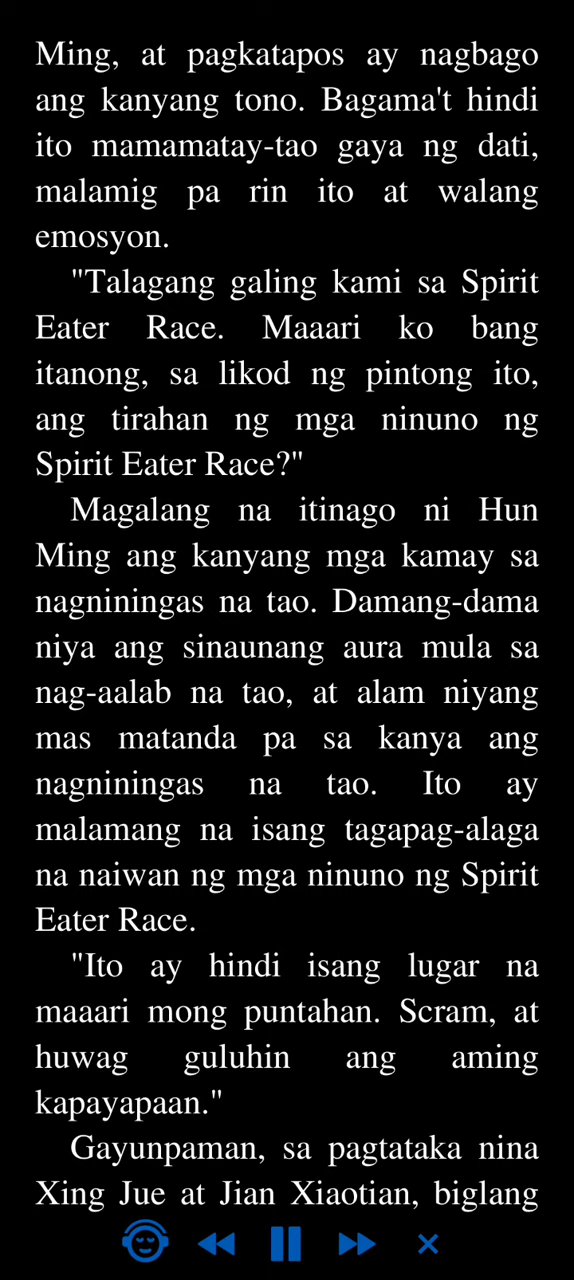 Ming, at pagkatapos ay nagbago
ang kanyang tono. Bagama't hindi
ito mamamatay-tao gaya ng dati,
malamig pa rin ito at walang
emosyon.
"Talagang galing kami sa Spirit
Eater Race. Maaari ko bang
itanong, sa likod ng pintong ito,
ang tirahan ng mga ninuno ng
Spirit Eater Race?"
Magalang na itinago ni Hun
Ming ang kanyang mga kamay sa
nagniningas na tao. Damang-dama
niya ang sinaunang aura mula sa
nag-aalab na tao, at alam niyang
mas matanda pa sa kanya ang
nagniningas na tao. Ito ay
malamang na isang tagapag-alaga
na naiwan ng mga ninuno ng Spirit
Eater Race.
"Ito ay hindi isang lugar na
maaari mong puntahan. Scram, at
huwag guluhin ang aming
kapayapaan."
Gayunpaman, sa pagtataka nina
Xing Jue at Jian Xiaotian, biglang